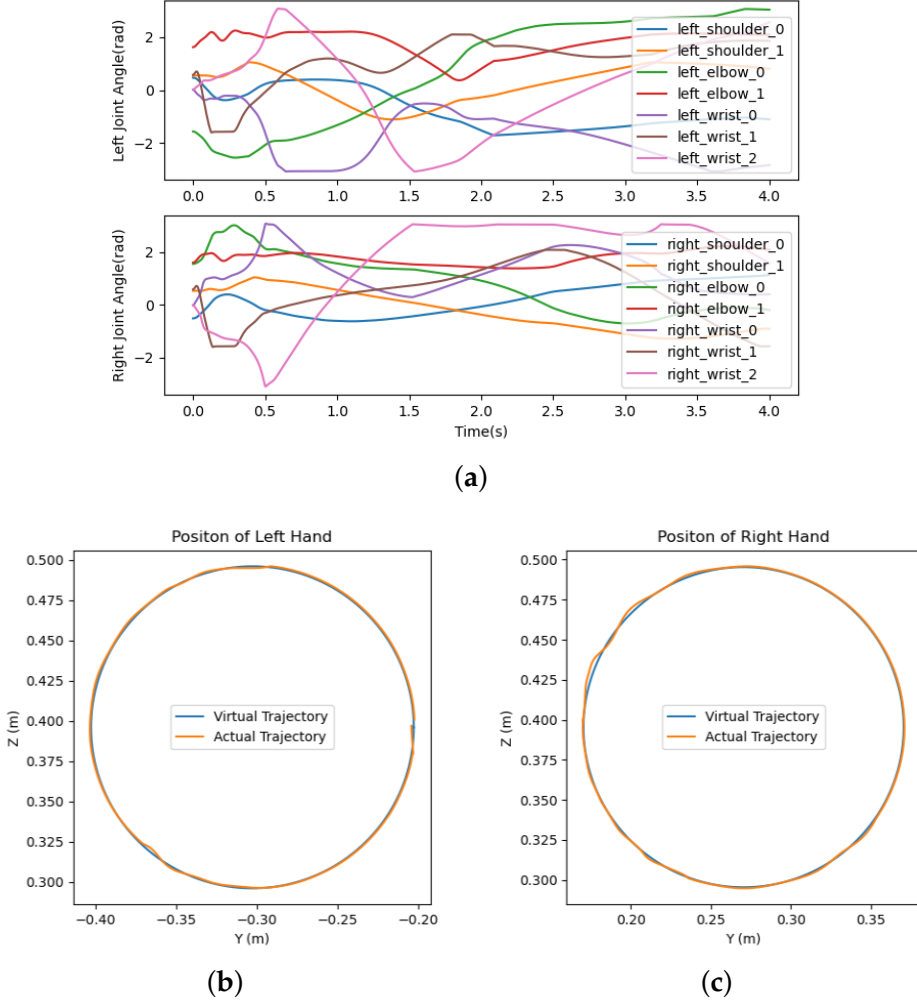 Left Joint Angle(rad)
2
0
−2
left_shoulder_0
left_shoulder_1
left_elbow_0
left_elbow_1
left_wrist_0
left_wrist_1
left_wrist_2
0.0 0.5 1.0 1.5 2.0 2.5 3.0 3.5 4.0
Right Joint Angle(rad)
2
0
−2
right_shoulder_0
right_shoulder_1
right_elbow_0
right_elbow_1
right_wrist_0
right_wrist_1
right_wrist_2
0.0 0.5 1.0 1.5 2.0 2.5 3.0 3.5 4.0
Time(s)
(a)
Positon of Left Hand
Z (m)
0.500
0.475
0.450
0.425
0.400
0.375
0.350
0.325
0.300
Virtual Trajectory
Actual Trajectory
−0.40 −0.35 −0.30 −0.25 −0.20
Y (m)
(b)
Positon of Right Hand
Z (m)
0.500
0.475
0.450
0.425
0.400
0.375
0.350
0.325
0.300
Virtual Trajectory
Actual Trajectory
0.20 0.25 0.30 0.35
Y (m)
(c)